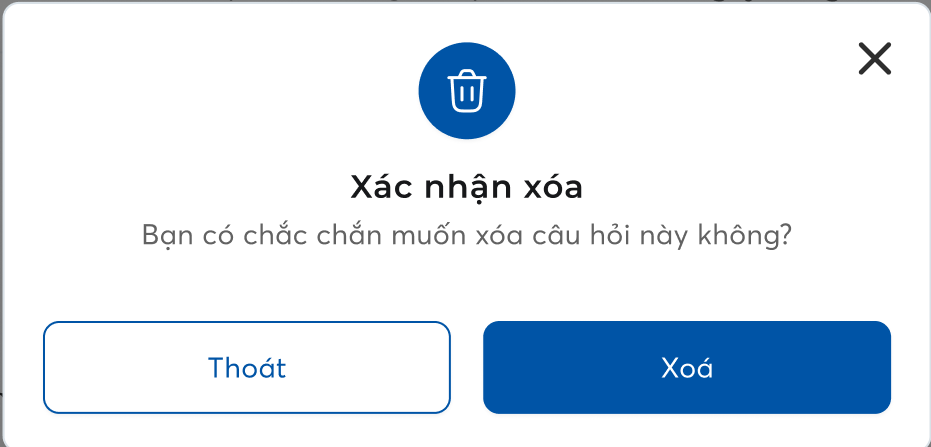 Xác nhận xóa
Bạn có chắc chắn muốn xóa câu hỏi này không?
Thoát
Xoá